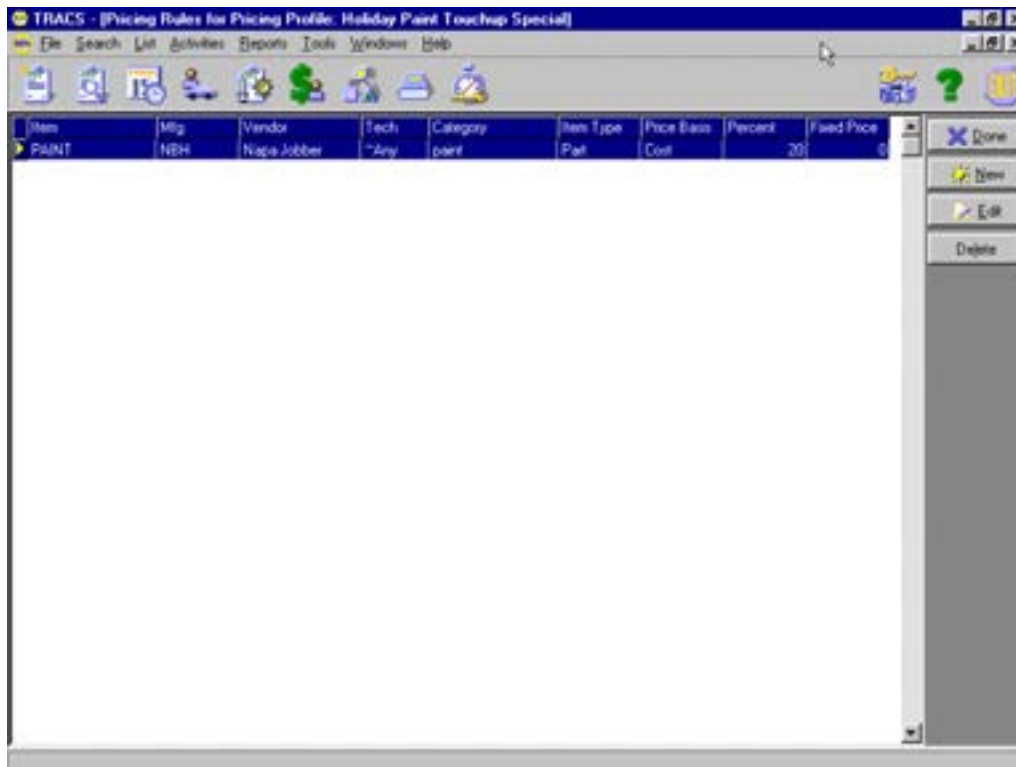 TRACS - [Pricing Rules for Pricing Profile: Holiday Paint Touchup Special]
File Search List Activities Reports Tools Windows Help
Item Mfg Vendor Tech Category Item Type Price Basis Percent Fixed Price
PAINT NBH Napa Jobber ~Any paint Part Cost 20 0
Done
New
Edit
Delete